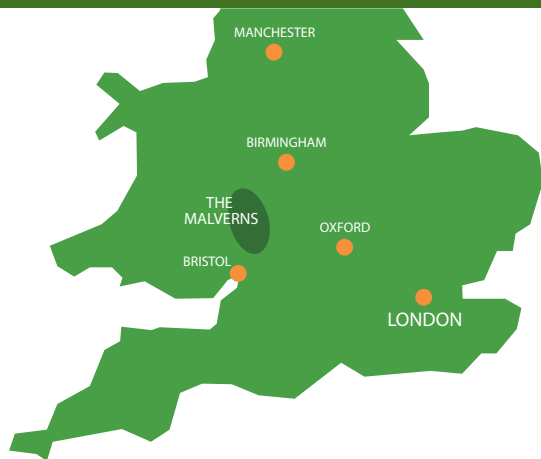 MANCHESTER
BIRMINGHAM
THE
MALVERNS
OXFORD
BRISTOL
LONDON